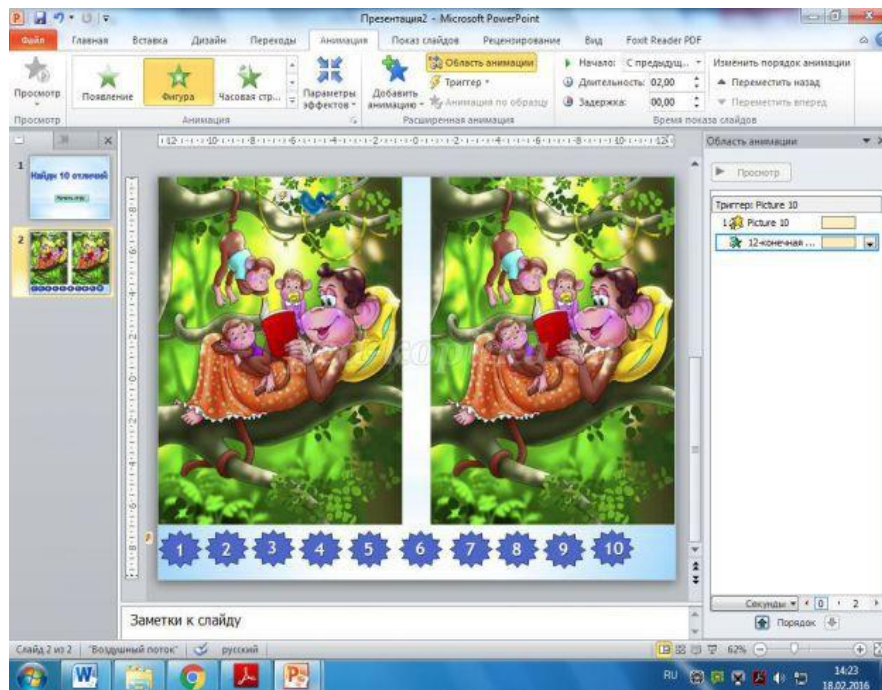 Презентация2 - Microsoft PowerPoint
Файл Главная Вставка Дизайн Переходы Анимация Показ слайдов Рецензирование Вид Foxit Reader PDF
Просмотр
Появление Фигура Часовая стр...
Параметры эффектов
Добавить анимацию
Область анимации
Триггер
Анимация по образцу
Начало: С предыдущ...
Длительность: 02,00
Задержка: 00,00
Изменить порядок анимации
Переместить назад
Переместить вперед
Просмотр Анимация Расширенная анимация Время показа слайдов
1
Найди 10 отличий
2
Область анимации
Просмотр
Триггер: Picture 10
1 Picture 10
12-конечная ...
1 2 3 4 5 6 7 8 9 10
Секунды 0 2
Порядок
Заметки к слайду
Слайд 2 из 2 "Воздушный поток" русский 62%
RU 14:23
18.02.2016